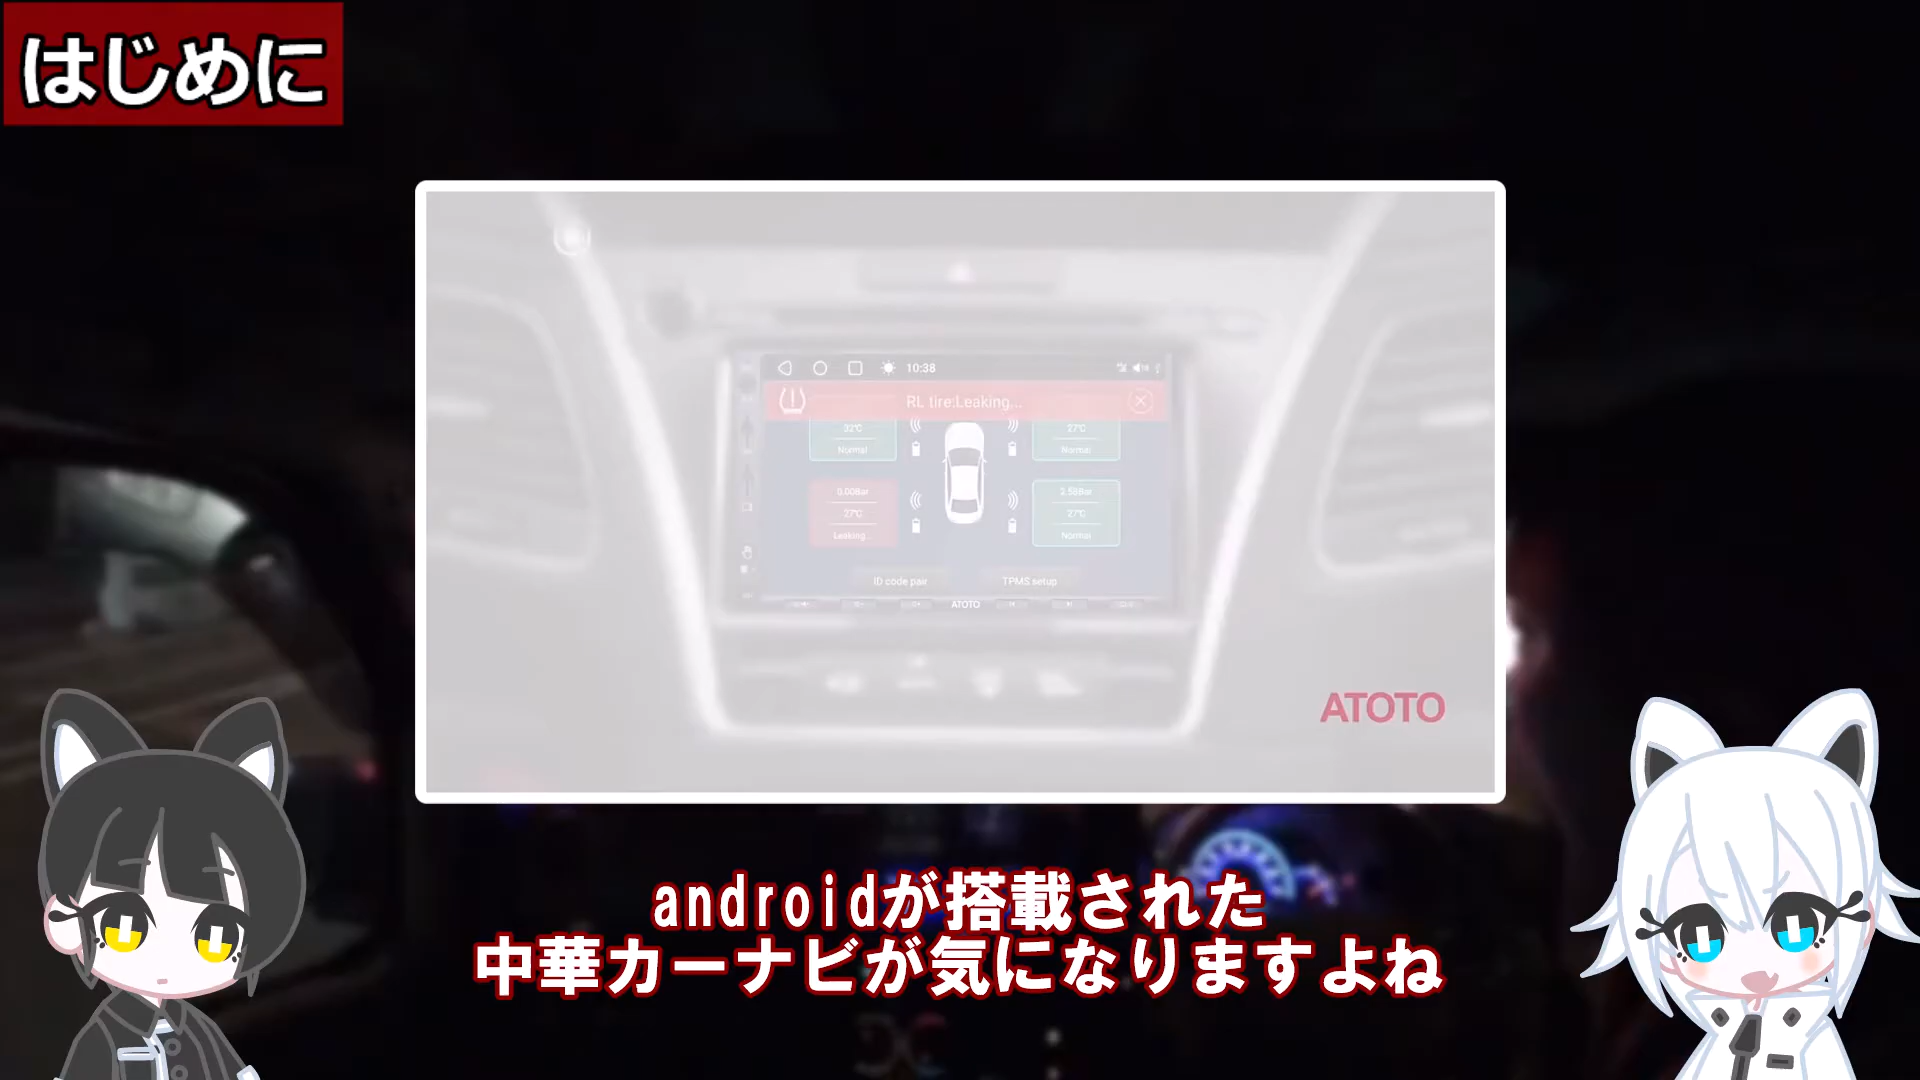 はじめに
10:38
RL tire:Leaking...
32℃
27℃
Normal
Normal
0.00Bar
2.58Bar
27℃
27℃
Leaking...
Normal
ID code pair
TPMS setup
ATOTO
ATOTO
androidが搭載された
中華カーナビが気になりますよね